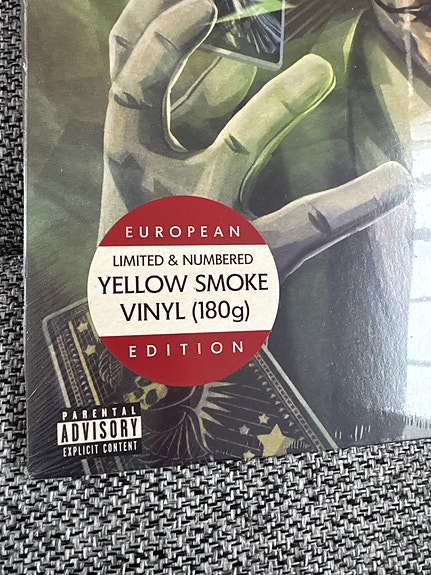 EUROPEAN
LIMITED & NUMBERED
YELLOW SMOKE
VINYL (180g)
EDITION
PARENTAL
ADVISORY
EXPLICIT CONTENT